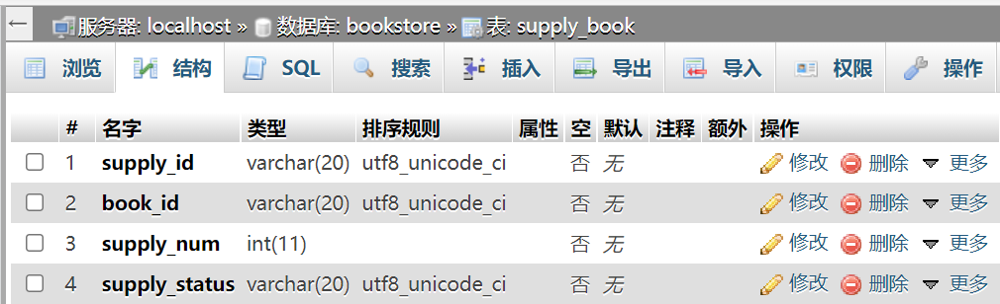 ← 服务器: localhost » 数据库: bookstore » 表: supply_book
浏览 结构 SQL 搜索 插入 导出 导入 权限 操作
# 名字 类型 排序规则 属性 空 默认 注释 额外 操作
1 supply_id varchar(20) utf8_unicode_ci 否 无 修改 删除 更多
2 book_id varchar(20) utf8_unicode_ci 否 无 修改 删除 更多
3 supply_num int(11) 否 无 修改 删除 更多
4 supply_status varchar(20) utf8_unicode_ci 否 无 修改 删除 更多